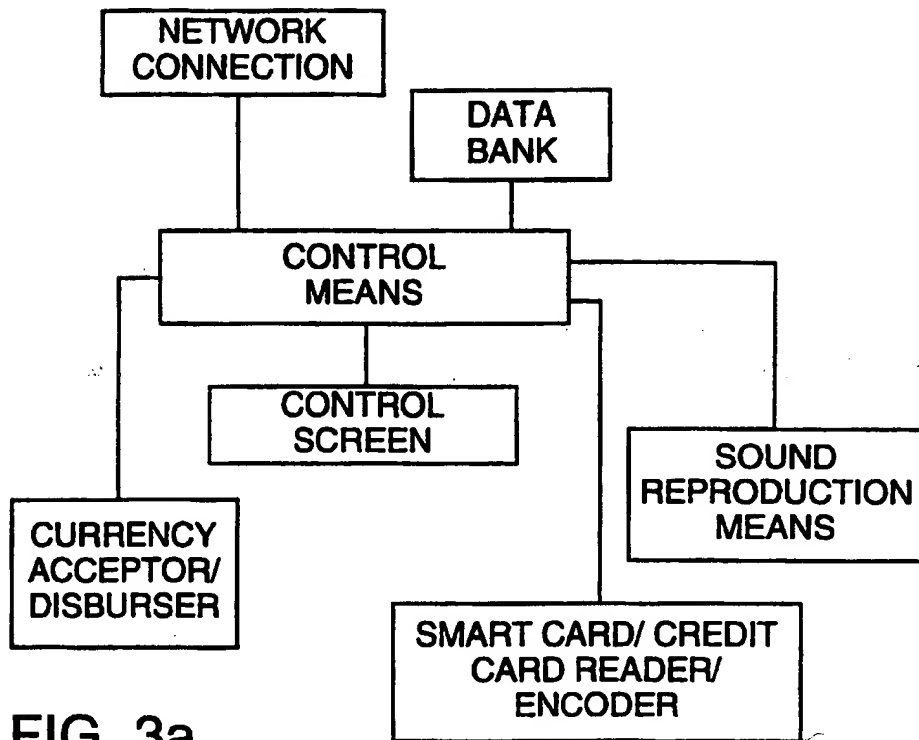 NETWORK
CONNECTION
DATA
BANK
CONTROL
MEANS
CONTROL
SCREEN
SOUND
REPRODUCTION
MEANS
CURRENCY
ACCEPTOR/
DISBURSER
SMART CARD/ CREDIT
CARD READER/
ENCODER
FIG. 3a